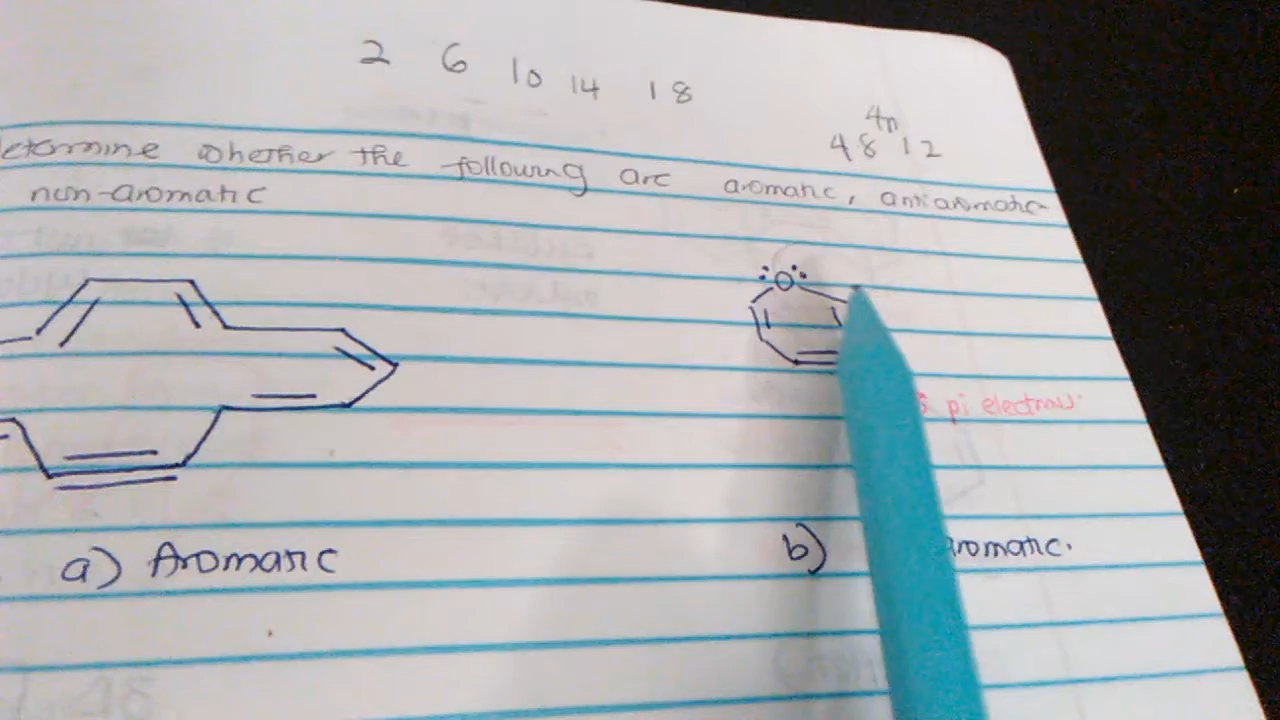 2 6 10 14 18
4n
4 8 12
etermine whether the following are aromatic, antiaromatic
non-aromatic
O
pi electrons.
a) Aromatic
b) aromatic.